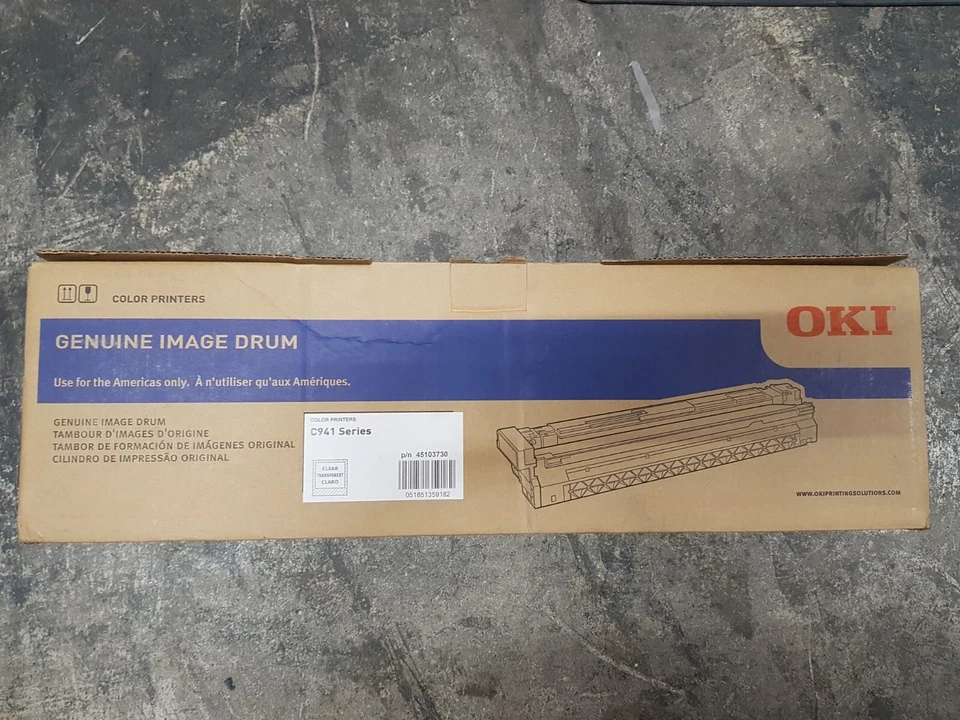 COLOR PRINTERS
OKI
GENUINE IMAGE DRUM
Use for the Americas only. À n'utiliser qu'aux Amériques.
GENUINE IMAGE DRUM
TAMBOUR D'IMAGES D'ORIGINE
TAMBOR DE FORMACIÓN DE IMÁGENES ORIGINAL
CILINDRO DE IMPRESSÃO ORIGINAL
COLOR PRINTERS
C941 Series
p/n 45103730
CLEAR
TRANSPARENT
CLARO
051851359182
WWW.OKIPRINTINGSOLUTIONS.COM